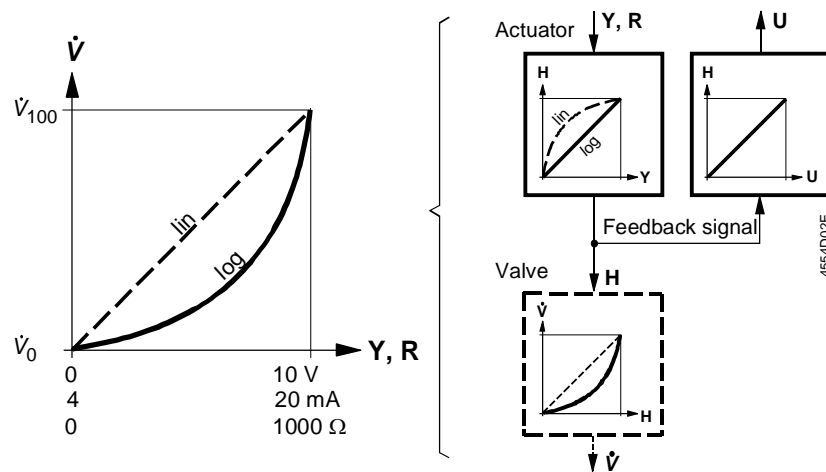 V̇
V̇100
lin
log
V̇0
Y, R
0 10 V
4 20 mA
0 1000 Ω
Actuator
Y, R
U
H
lin
log
Y
H
U
Feedback signal
Valve
H
V̇
H
V̇
4554D02E